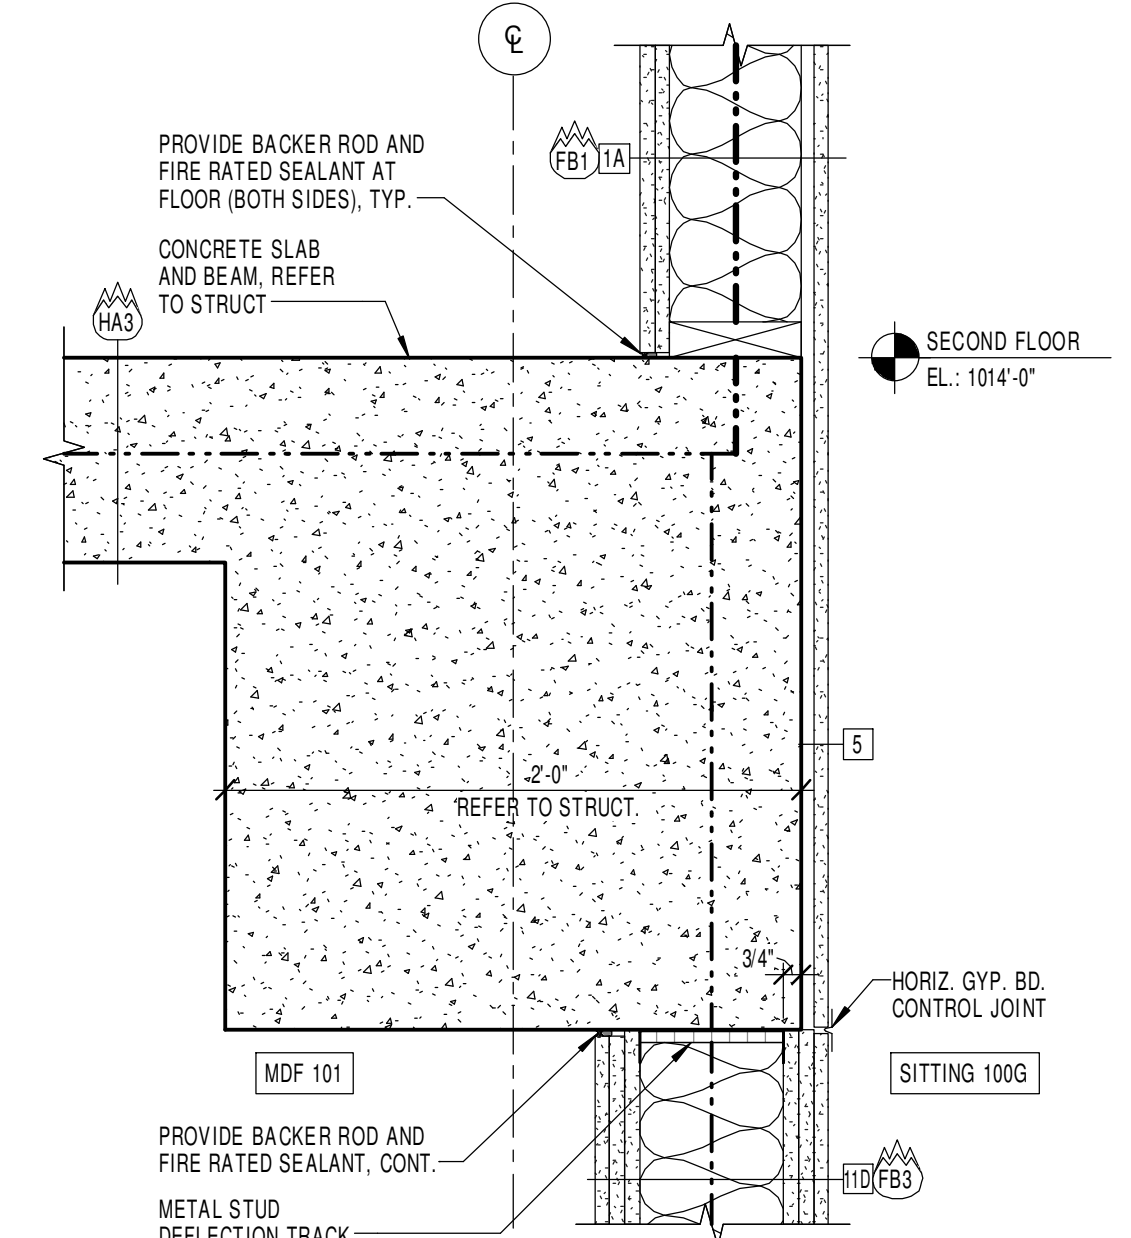 ℄
PROVIDE BACKER ROD AND
FIRE RATED SEALANT AT
FLOOR (BOTH SIDES), TYP.
FB1 1A
CONCRETE SLAB
AND BEAM, REFER
TO STRUCT
HA3
SECOND FLOOR
EL.: 1014'-0"
5
2'-0"
REFER TO STRUCT.
3/4"
HORIZ. GYP. BD.
CONTROL JOINT
MDF 101
SITTING 100G
PROVIDE BACKER ROD AND
FIRE RATED SEALANT, CONT.
11D FB3
METAL STUD
DEFLECTION TRACK